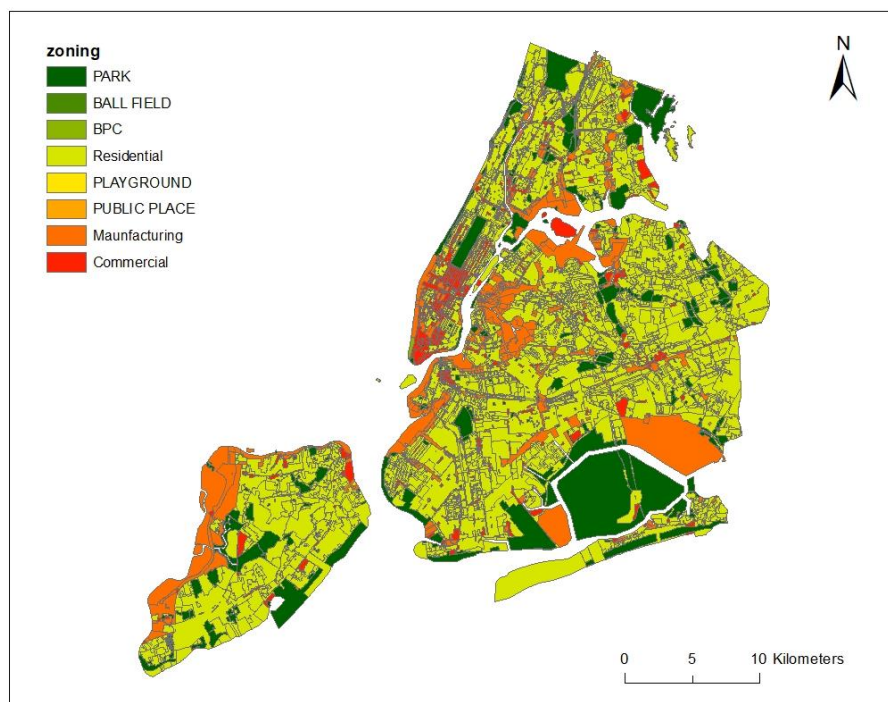 zoning
PARK
BALL FIELD
BPC
Residential
PLAYGROUND
PUBLIC PLACE
Maunfacturing
Commercial
N
0 5 10 Kilometers